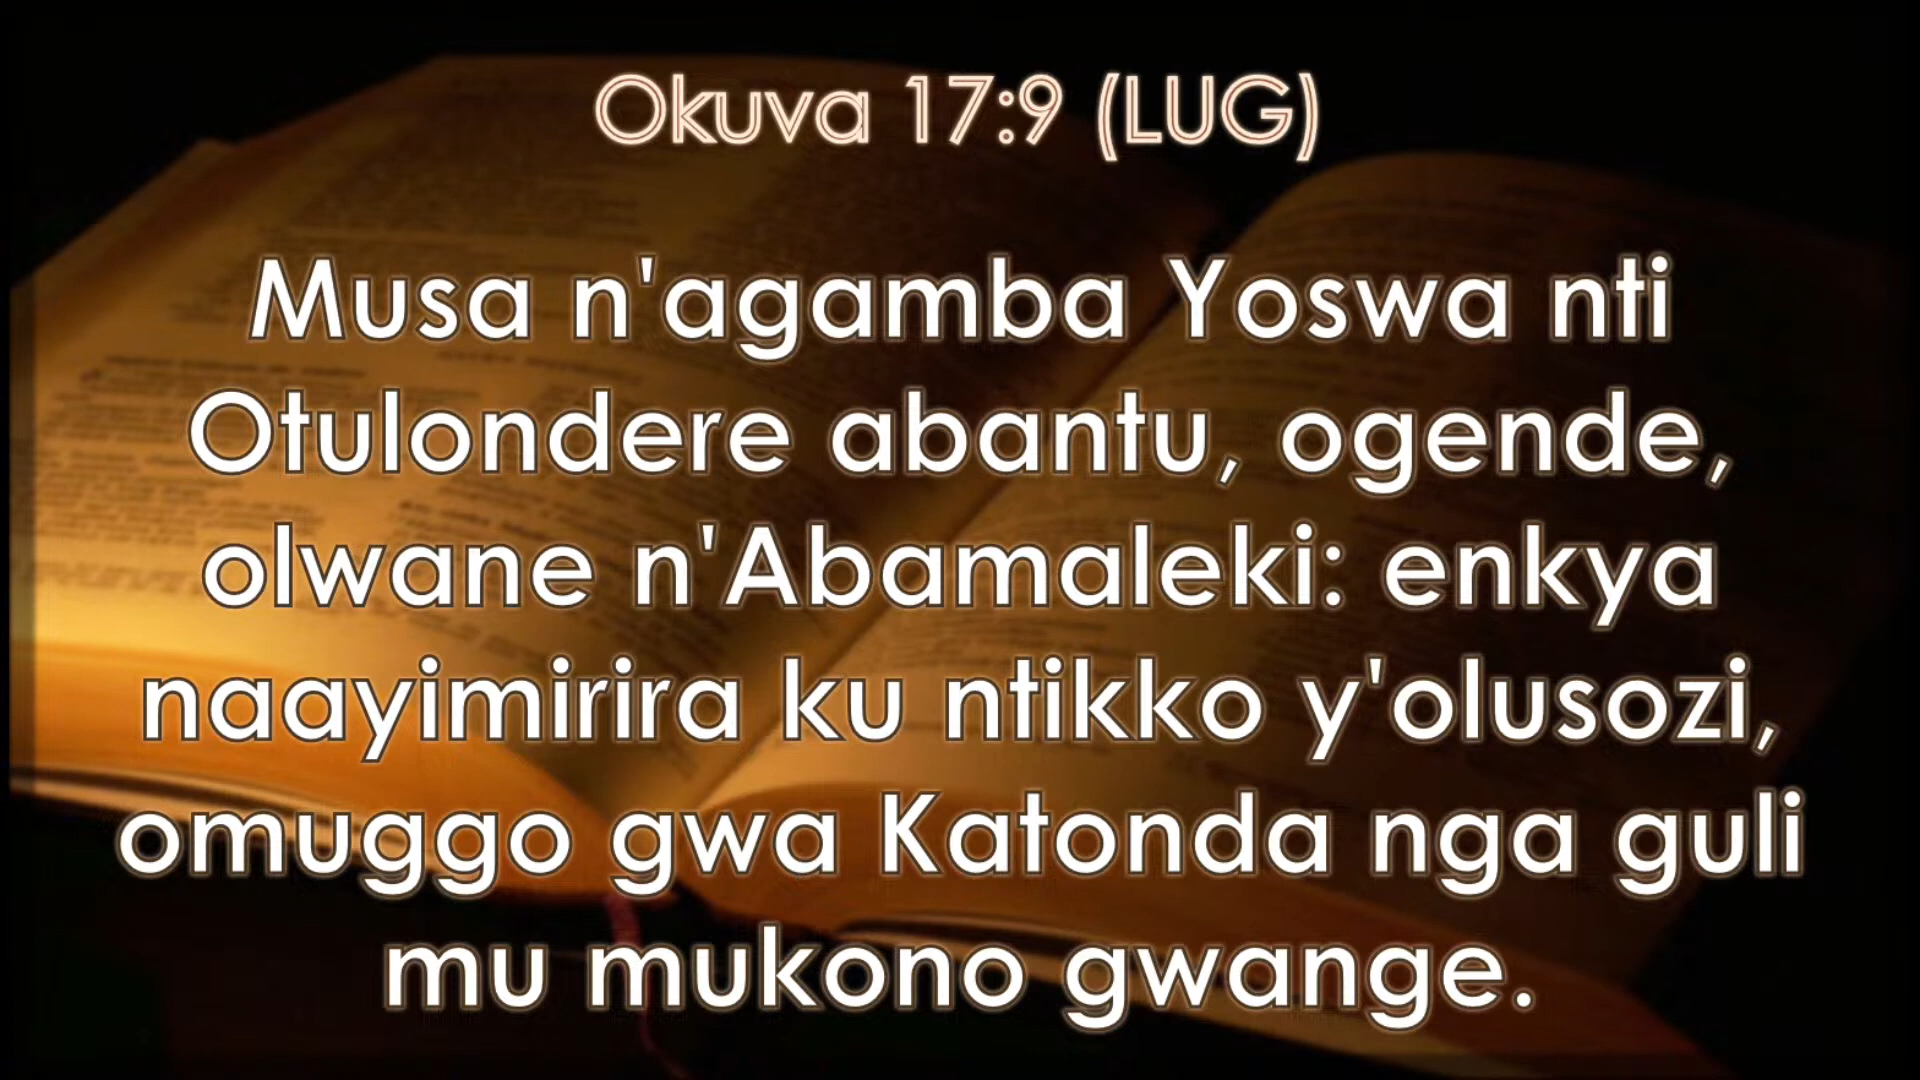 Okuva 17:9 (LUG)
Musa n'agamba Yoswa nti
Otulondere abantu, ogende,
olwane n'Abamaleki: enkya
naayimirira ku ntikko y'olusozi,
omuggo gwa Katonda nga guli
mu mukono gwange.